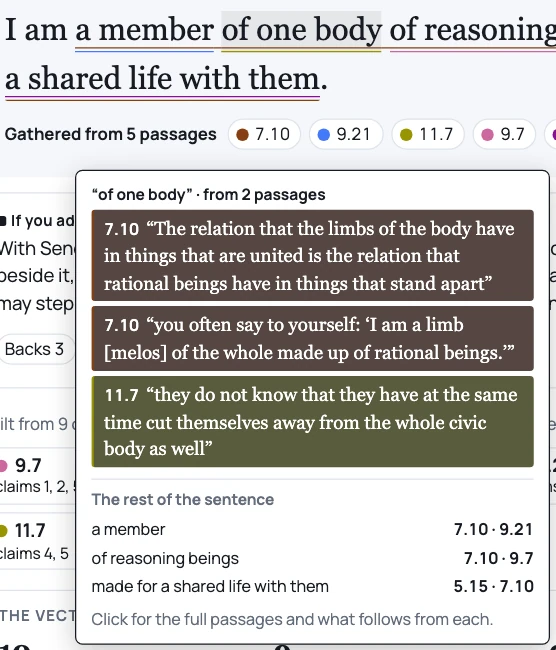 I am a member of one body of reasoning
a shared life with them.
Gathered from 5 passages 7.10 9.21 11.7 9.7
“of one body” · from 2 passages
7.10 “The relation that the limbs of the body have
in things that are united is the relation that
rational beings have in things that stand apart”
7.10 “you often say to yourself: ‘I am a limb
[melos] of the whole made up of rational beings.’”
11.7 “they do not know that they have at the same
time cut themselves away from the whole civic
body as well”
The rest of the sentence
a member 7.10 · 9.21
of reasoning beings 7.10 · 9.7
made for a shared life with them 5.15 · 7.10
Click for the full passages and what follows from each.
If you ad
With Sen
beside it,
may step
Backs 3
ilt from 9
9.7
claims 1, 2,
11.7
claims 4, 5
THE VECT